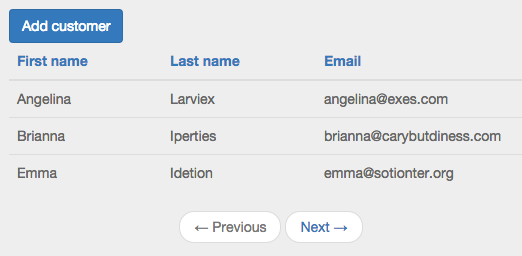 Add customer
First name Last name Email
Angelina Larviex angelina@exes.com
Brianna Iperties brianna@carybutdiness.com
Emma Idetion emma@sotionter.org
← Previous Next →